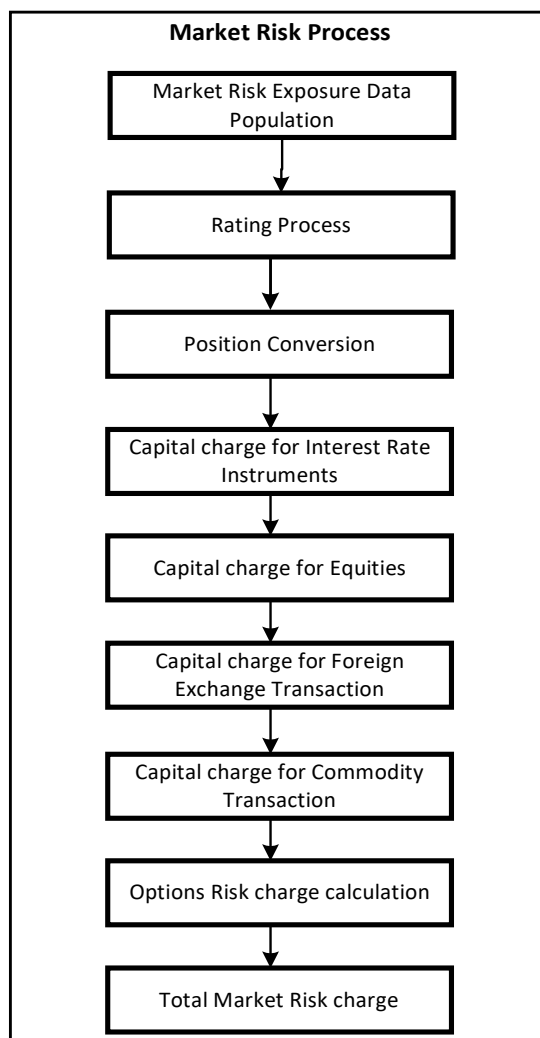 Market Risk Process
Market Risk Exposure Data
Population
Rating Process
Position Conversion
Capital charge for Interest Rate
Instruments
Capital charge for Equities
Capital charge for Foreign
Exchange Transaction
Capital charge for Commodity
Transaction
Options Risk charge calculation
Total Market Risk charge